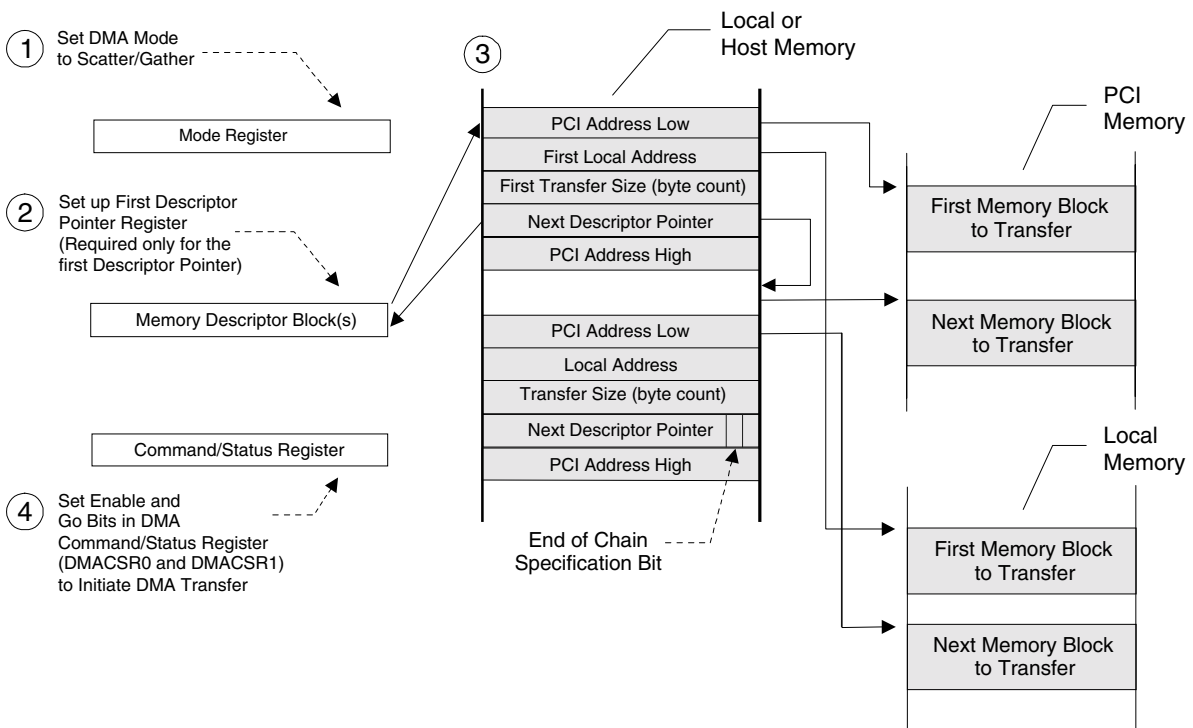 1
Set DMA Mode
to Scatter/Gather
Mode Register
2
Set up First Descriptor
Pointer Register
(Required only for the
first Descriptor Pointer)
Memory Descriptor Block(s)
Command/Status Register
4
Set Enable and
Go Bits in DMA
Command/Status Register
(DMACSR0 and DMACSR1)
to Initiate DMA Transfer
3
Local or
Host Memory
PCI Address Low
First Local Address
First Transfer Size (byte count)
Next Descriptor Pointer
PCI Address High
PCI Address Low
Local Address
Transfer Size (byte count)
Next Descriptor Pointer
PCI Address High
End of Chain
Specification Bit
PCI
Memory
First Memory Block
to Transfer
Next Memory Block
to Transfer
Local
Memory
First Memory Block
to Transfer
Next Memory Block
to Transfer